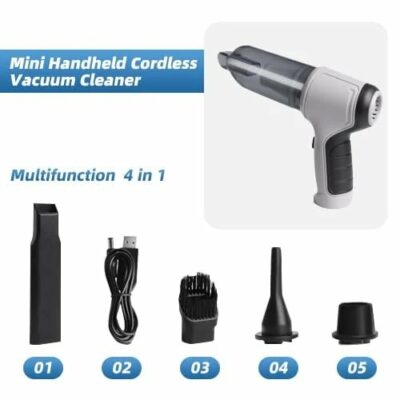 Mini Handheld Cordless
Vacuum Cleaner
Multifunction 4 in 1
01
02
03
04
05